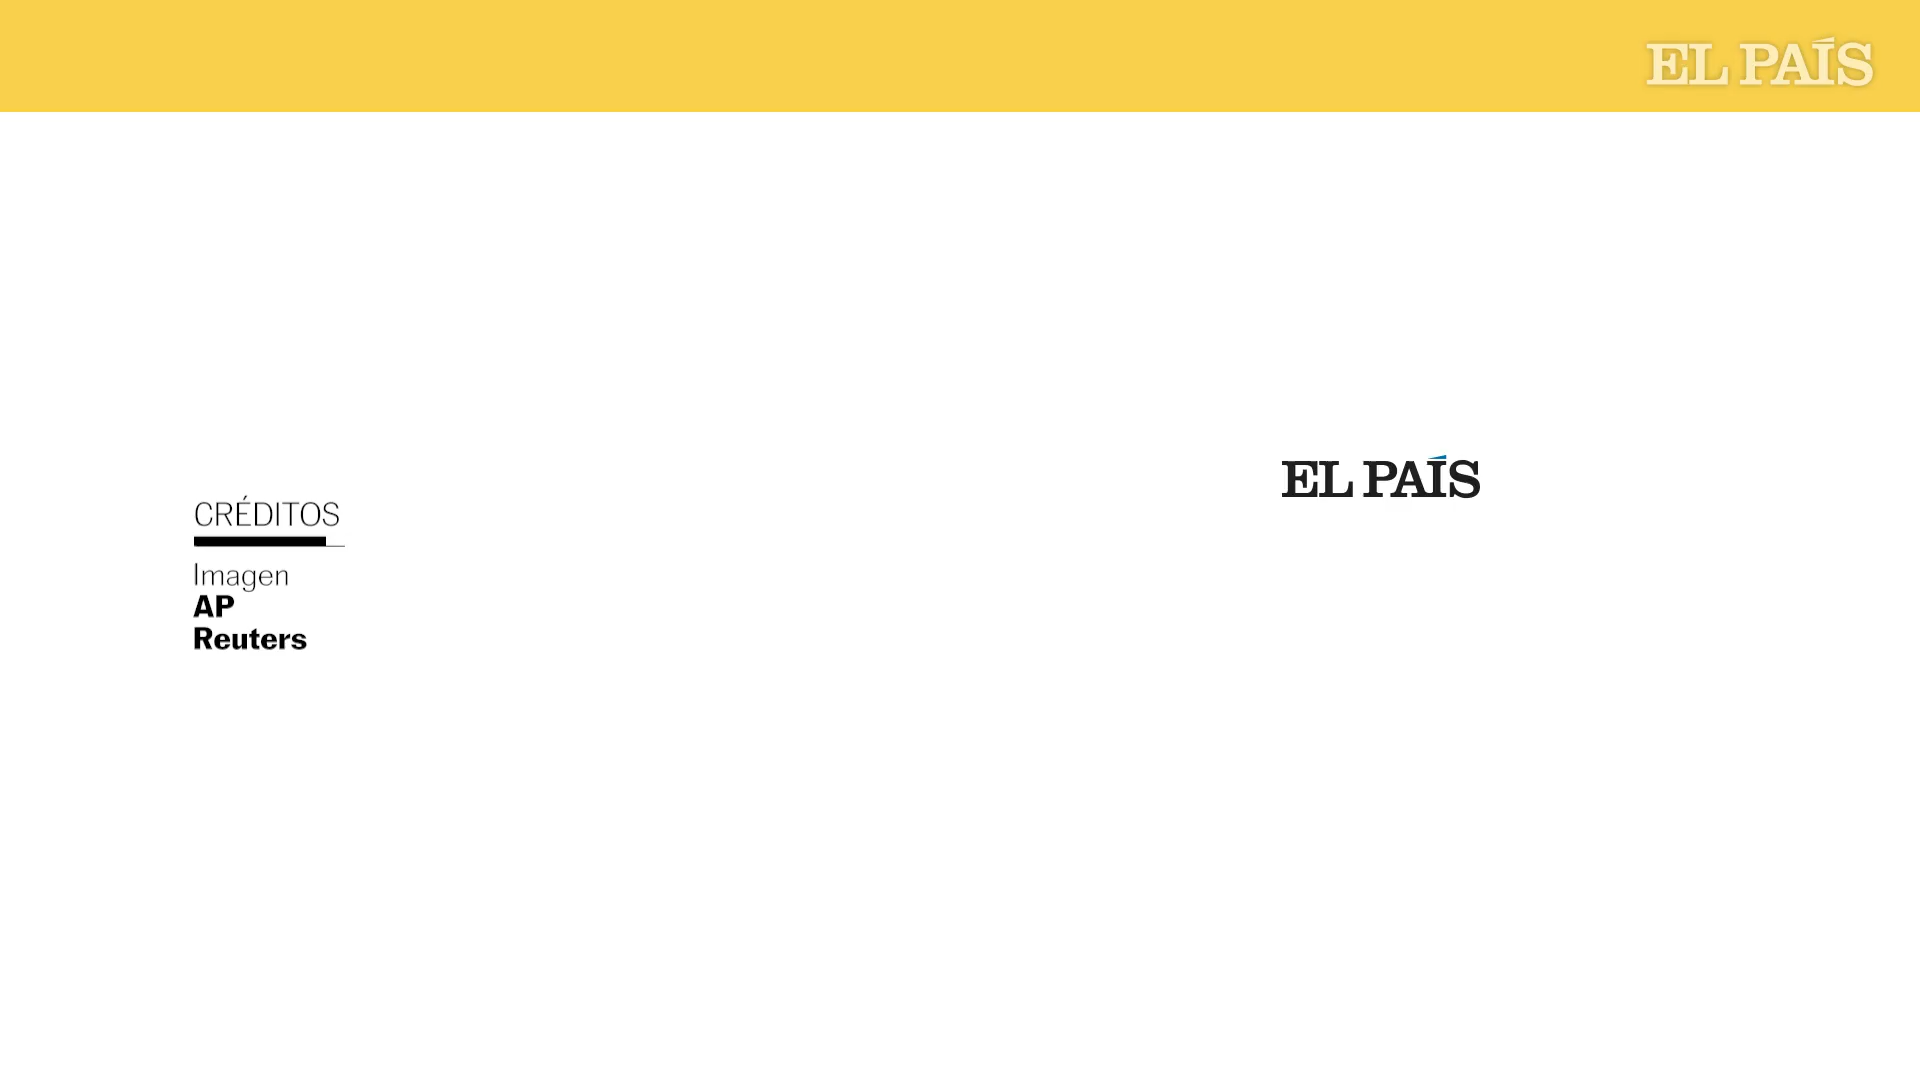 EL PAÍS
EL PAÍS
CRÉDITOS
Imagen
AP
Reuters